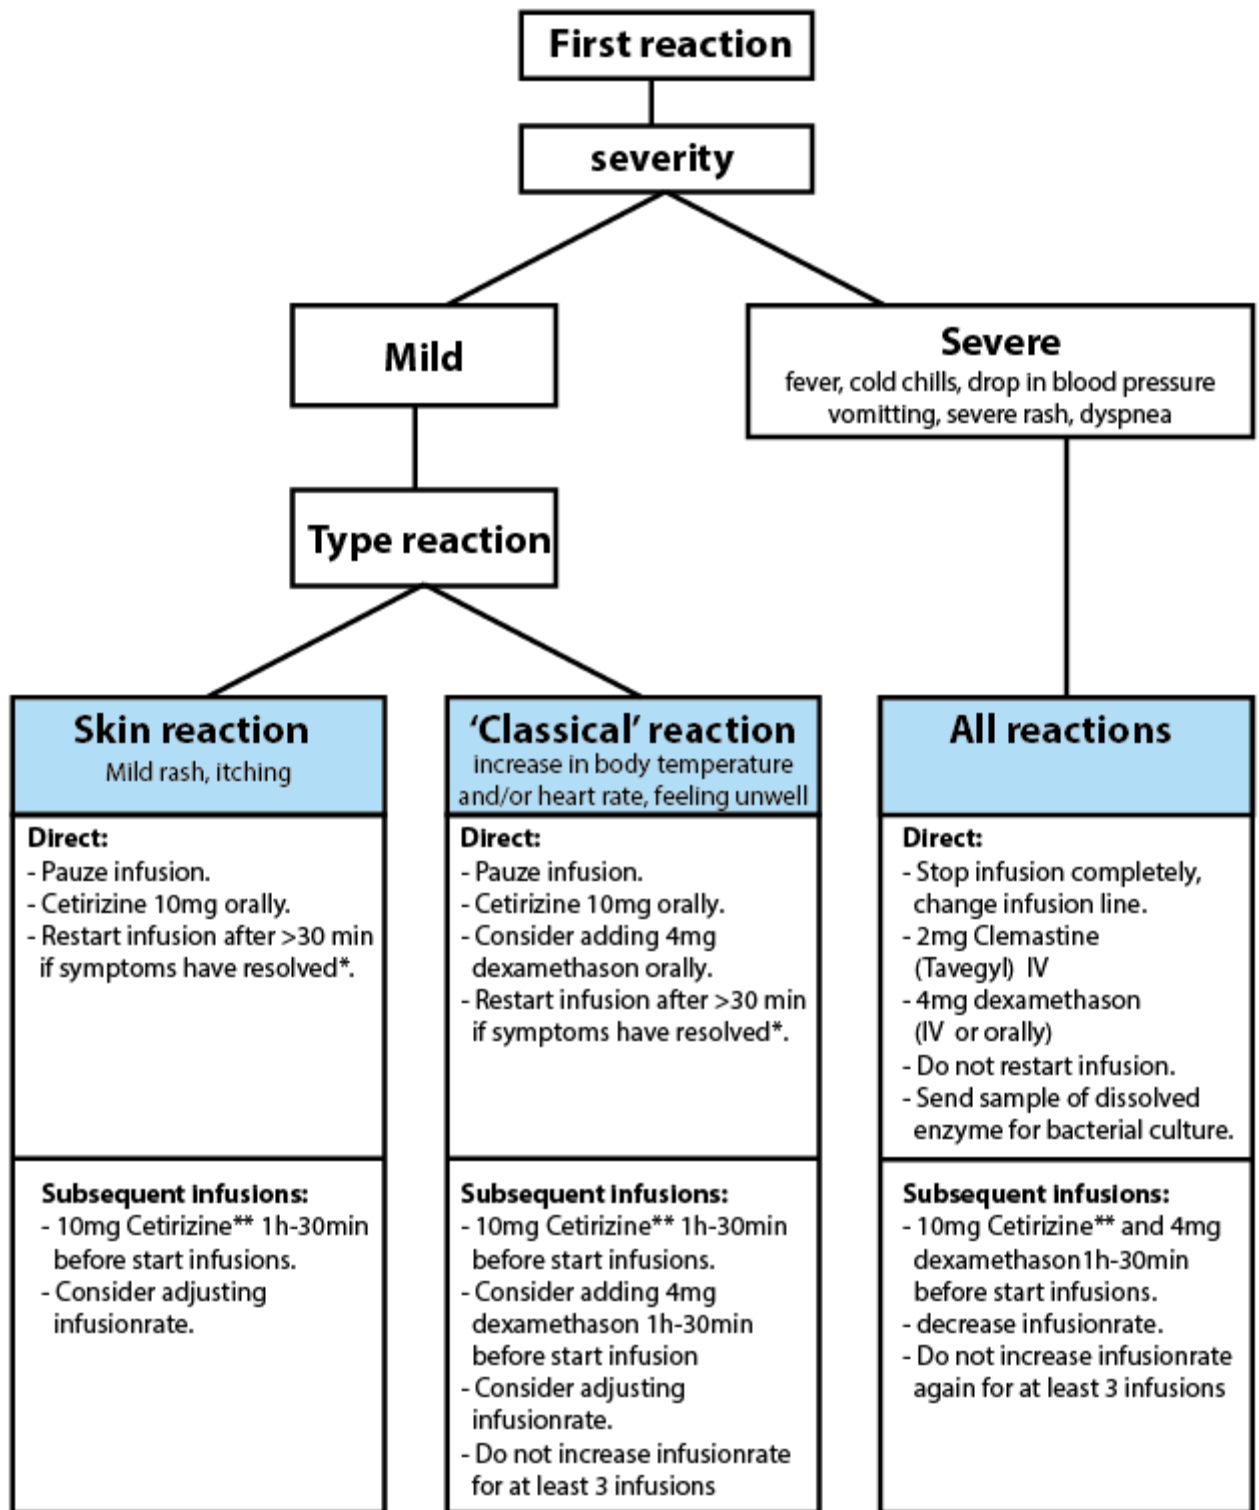 First reaction
severity
Mild
Severe
fever, cold chills, drop in blood pressure
vomitting, severe rash, dyspnea
Type reaction
Skin reaction
Mild rash, itching
Direct:
- Pauze infusion.
- Cetirizine 10mg orally.
- Restart infusion after >30 min
if symptoms have resolved*.
Subsequent infusions:
- 10mg Cetirizine** 1h-30min
before start infusions.
- Consider adjusting
infusionrate.
'Classical' reaction
increase in body temperature
and/or heart rate, feeling unwell
Direct:
- Pauze infusion.
- Cetirizine 10mg orally.
- Consider adding 4mg
dexamethason orally.
- Restart infusion after >30 min
if symptoms have resolved*.
Subsequent infusions:
- 10mg Cetirizine** 1h-30min
before start infusions.
- Consider adding 4mg
dexamethason 1h-30min
before start infusion
- Consider adjusting
infusionrate.
- Do not increase infusionrate
for at least 3 infusions
All reactions
Direct:
- Stop infusion completely,
change infusion line.
- 2mg Clemastine
(Tavegyl) IV
- 4mg dexamethason
(IV or orally)
- Do not restart infusion.
- Send sample of dissolved
enzyme for bacterial culture.
Subsequent infusions:
- 10mg Cetirizine** and 4mg
dexamethason1h-30min
before start infusions.
- decrease infusionrate.
- Do not increase infusionrate
again for at least 3 infusions